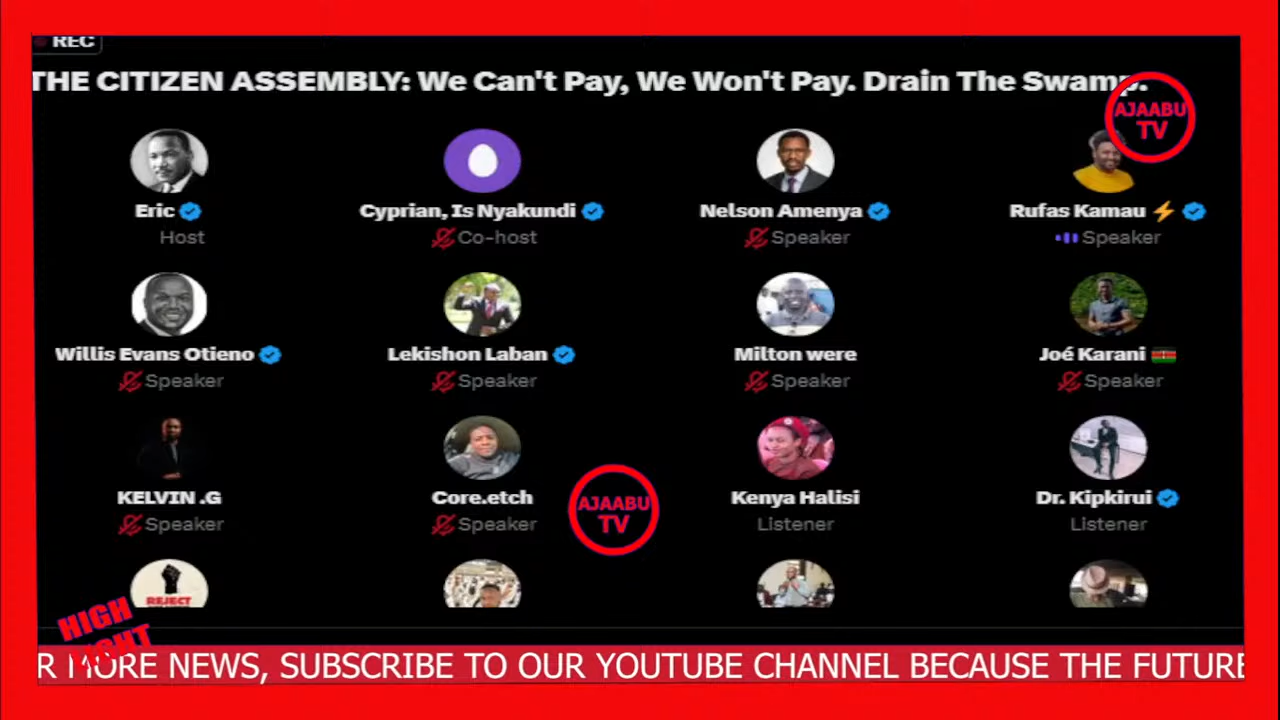 REC
THE CITIZEN ASSEMBLY: We Can't Pay, We Won't Pay. Drain The Swamp.
AJAABU
TV
Eric
Cyprian, Is Nyakundi
Nelson Amenya
Rufas Kamau
Host
Co-host
Speaker
Speaker
Willis Evans Otieno
Lekishon Laban
Milton were
Joé Karani
Speaker
Speaker
Speaker
Speaker
KELVIN .G
Core.etch
Kenya Halisi
Dr. Kipkirui
Speaker
Speaker
Listener
Listener
AJAABU
TV
REJECT
HIGH
R MORE NEWS, SUBSCRIBE TO OUR YOUTUBE CHANNEL BECAUSE THE FUTURE